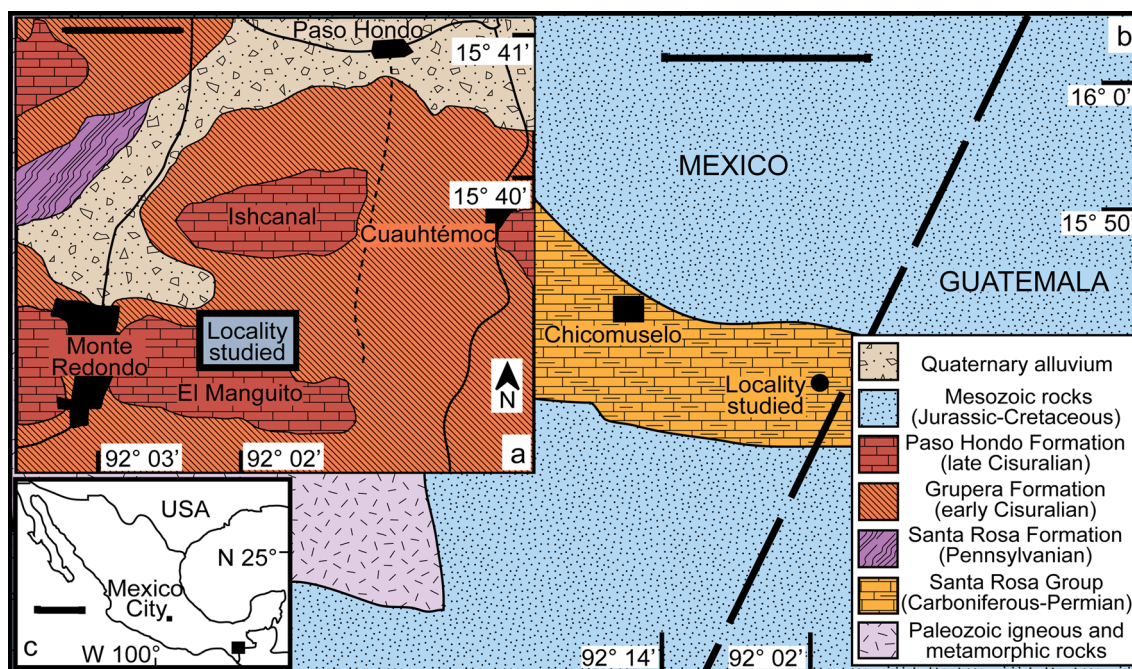 Paso Hondo
15° 41’
Ishcanal
15° 40’
Cuauhtémoc
Locality
studied
Monte
Redondo
El Manguito
N
92° 03’
92° 02’
a
b
16° 0’
MEXICO
15° 50’
GUATEMALA
Chicomuselo
Locality
studied
92° 14’
92° 02’
USA
N 25°
Mexico
City
c
W 100°
Quaternary alluvium
Mesozoic rocks
(Jurassic-Cretaceous)
Paso Hondo Formation
(late Cisuralian)
Grupera Formation
(early Cisuralian)
Santa Rosa Formation
(Pennsylvanian)
Santa Rosa Group
(Carboniferous-Permian)
Paleozoic igneous and
metamorphic rocks